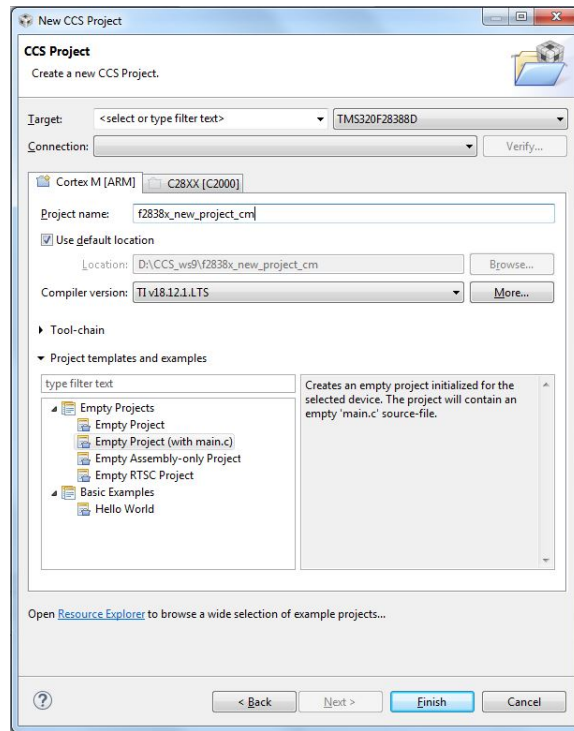 New CCS Project
CCS Project
Create a new CCS Project.
Target: <select or type filter text> TMS320F28388D
Connection: Verify...
Cortex M [ARM] C28XX [C2000]
Project name: f2838x_new_project_cm
Use default location
Location: D:\CCS_ws9\f2838x_new_project_cm Browse...
Compiler version: TI v18.12.1.LTS More...
Tool-chain
Project templates and examples
type filter text
Empty Projects
Empty Project
Empty Project (with main.c)
Empty Assembly-only Project
Empty RTSC Project
Basic Examples
Hello World
Creates an empty project initialized for the
selected device. The project will contain an
empty 'main.c' source-file.
Open Resource Explorer to browse a wide selection of example projects...
? < Back Next > Finish Cancel